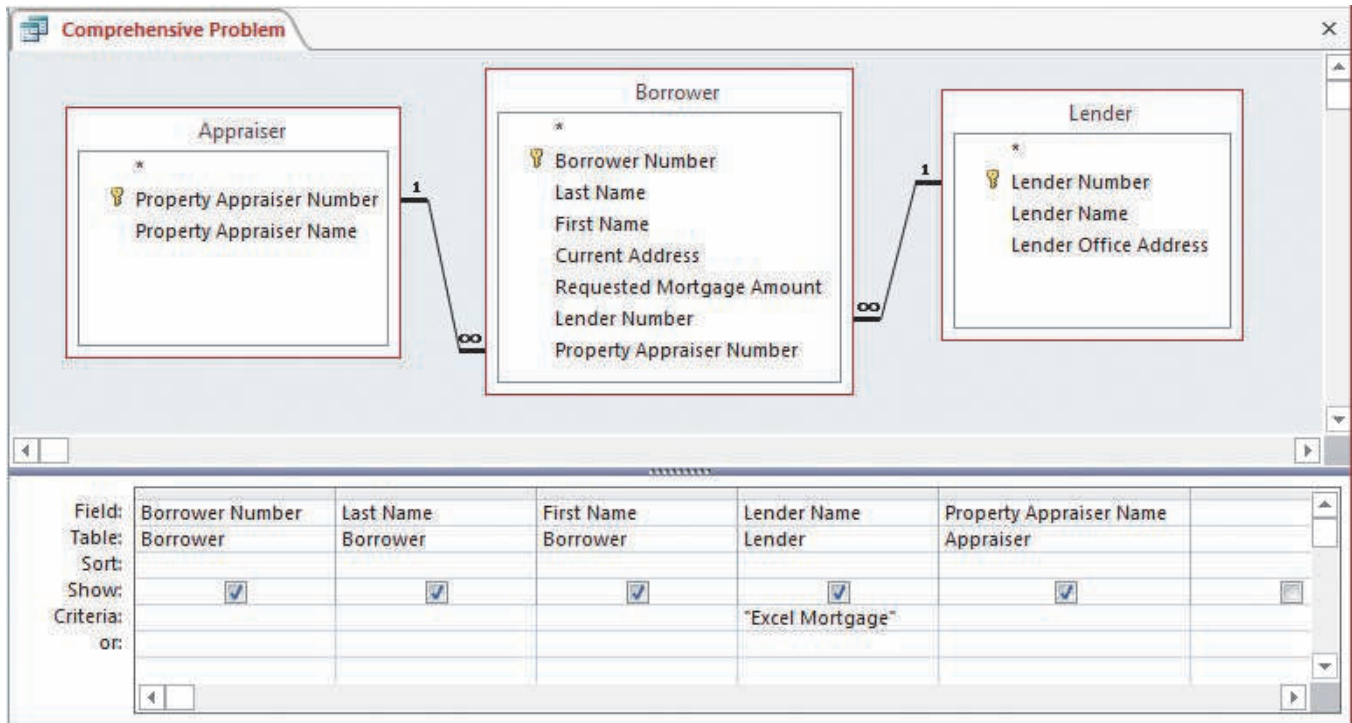 Comprehensive Problem
Appraiser
*
Property Appraiser Number
Property Appraiser Name
1
∞
Borrower
*
Borrower Number
Last Name
First Name
Current Address
Requested Mortgage Amount
Lender Number
Property Appraiser Number
1
∞
Lender
*
Lender Number
Lender Name
Lender Office Address
Field: Borrower Number Last Name First Name Lender Name Property Appraiser Name
Table: Borrower Borrower Borrower Lender Appraiser
Sort:
Show:
Criteria: "Excel Mortgage"
or: